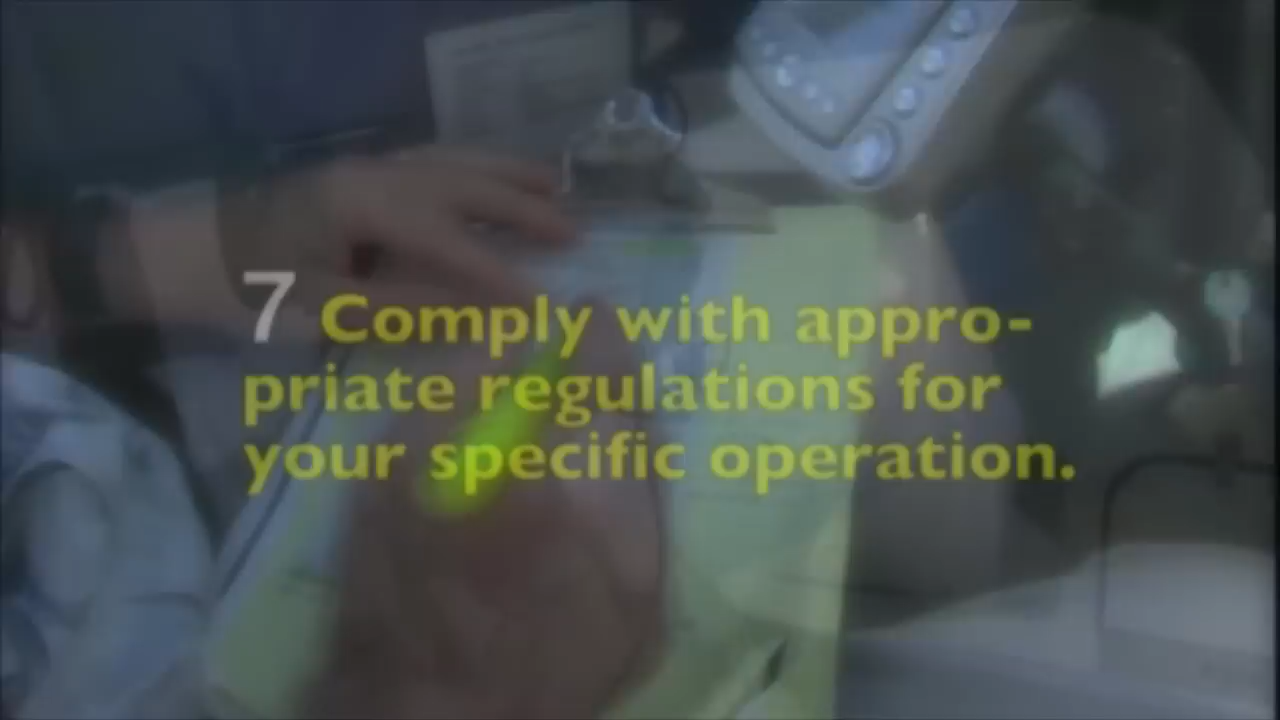 7 Comply with appro-
priate regulations for
your specific operation.